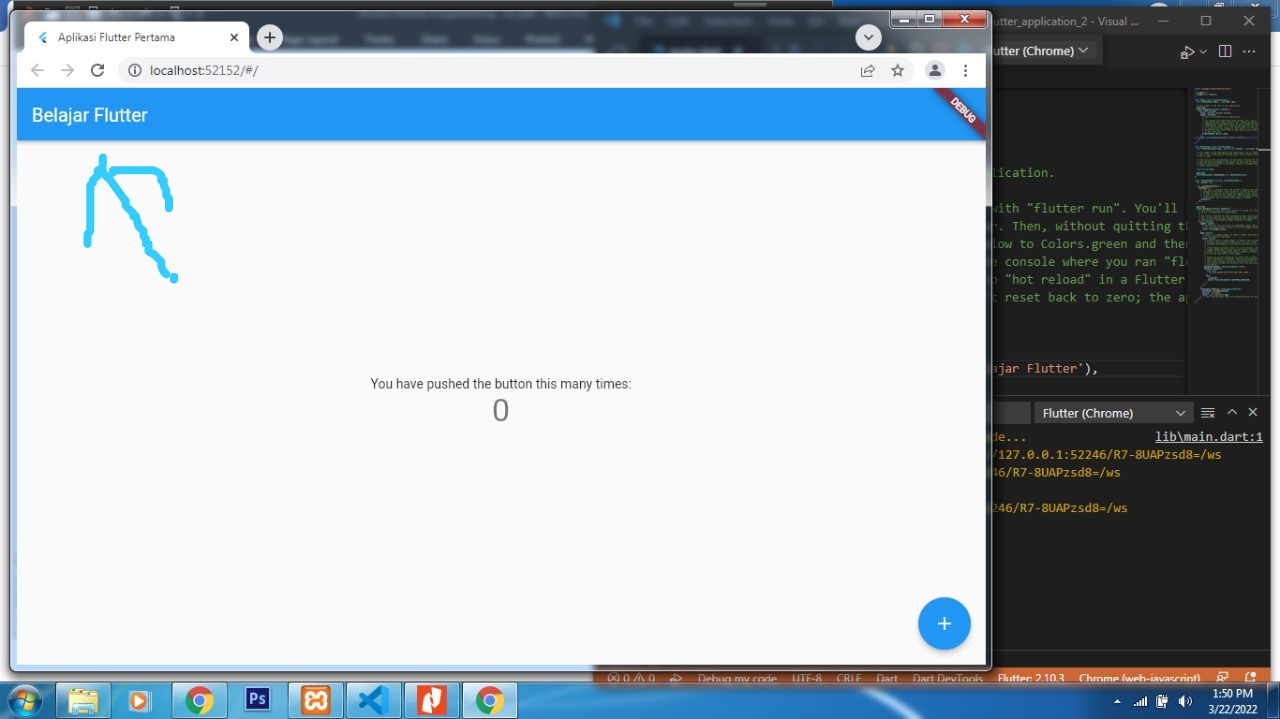 Aplikasi Flutter Pertama
utter_application_2 - Visual ...
utter (Chrome)
localhost:52152/#/
Belajar Flutter
DEBUG
lication.
with "flutter run". You'll
r. Then, without quitting
low to Colors.green and the
e console where you ran
"hot reload" in a Flutter
reset back to zero; the
ajar Flutter'),
You have pushed the button this many times:
0
Flutter (Chrome)
de...
lib\main.dart:1
/127.0.0.1:52246/R7-8UAPzsd8=/ws
46/R7-8UAPzsd8=/ws
246/R7-8UAPzsd8=/ws
+
0 0 Debug my code UTF-8 CRLF Dart Dart DevTools Flutter: 2.10.3 Chrome (web-javascript)
Ps
1:50 PM
3/22/2022